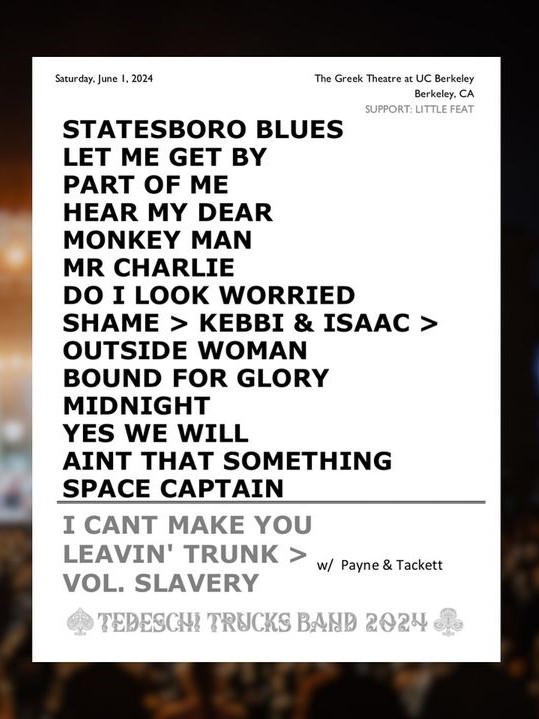 Saturday, June 1, 2024
The Greek Theatre at UC Berkeley
Berkeley, CA
SUPPORT: LITTLE FEAT
STATESBORO BLUES
LET ME GET BY
PART OF ME
HEAR MY DEAR
MONKEY MAN
MR CHARLIE
DO I LOOK WORRIED
SHAME > KEBBI & ISAAC >
OUTSIDE WOMAN
BOUND FOR GLORY
MIDNIGHT
YES WE WILL
AINT THAT SOMETHING
SPACE CAPTAIN
I CANT MAKE YOU
LEAVIN' TRUNK >
w/ Payne & Tackett
VOL. SLAVERY
TEDESCHI TRUCKS BAND 2024